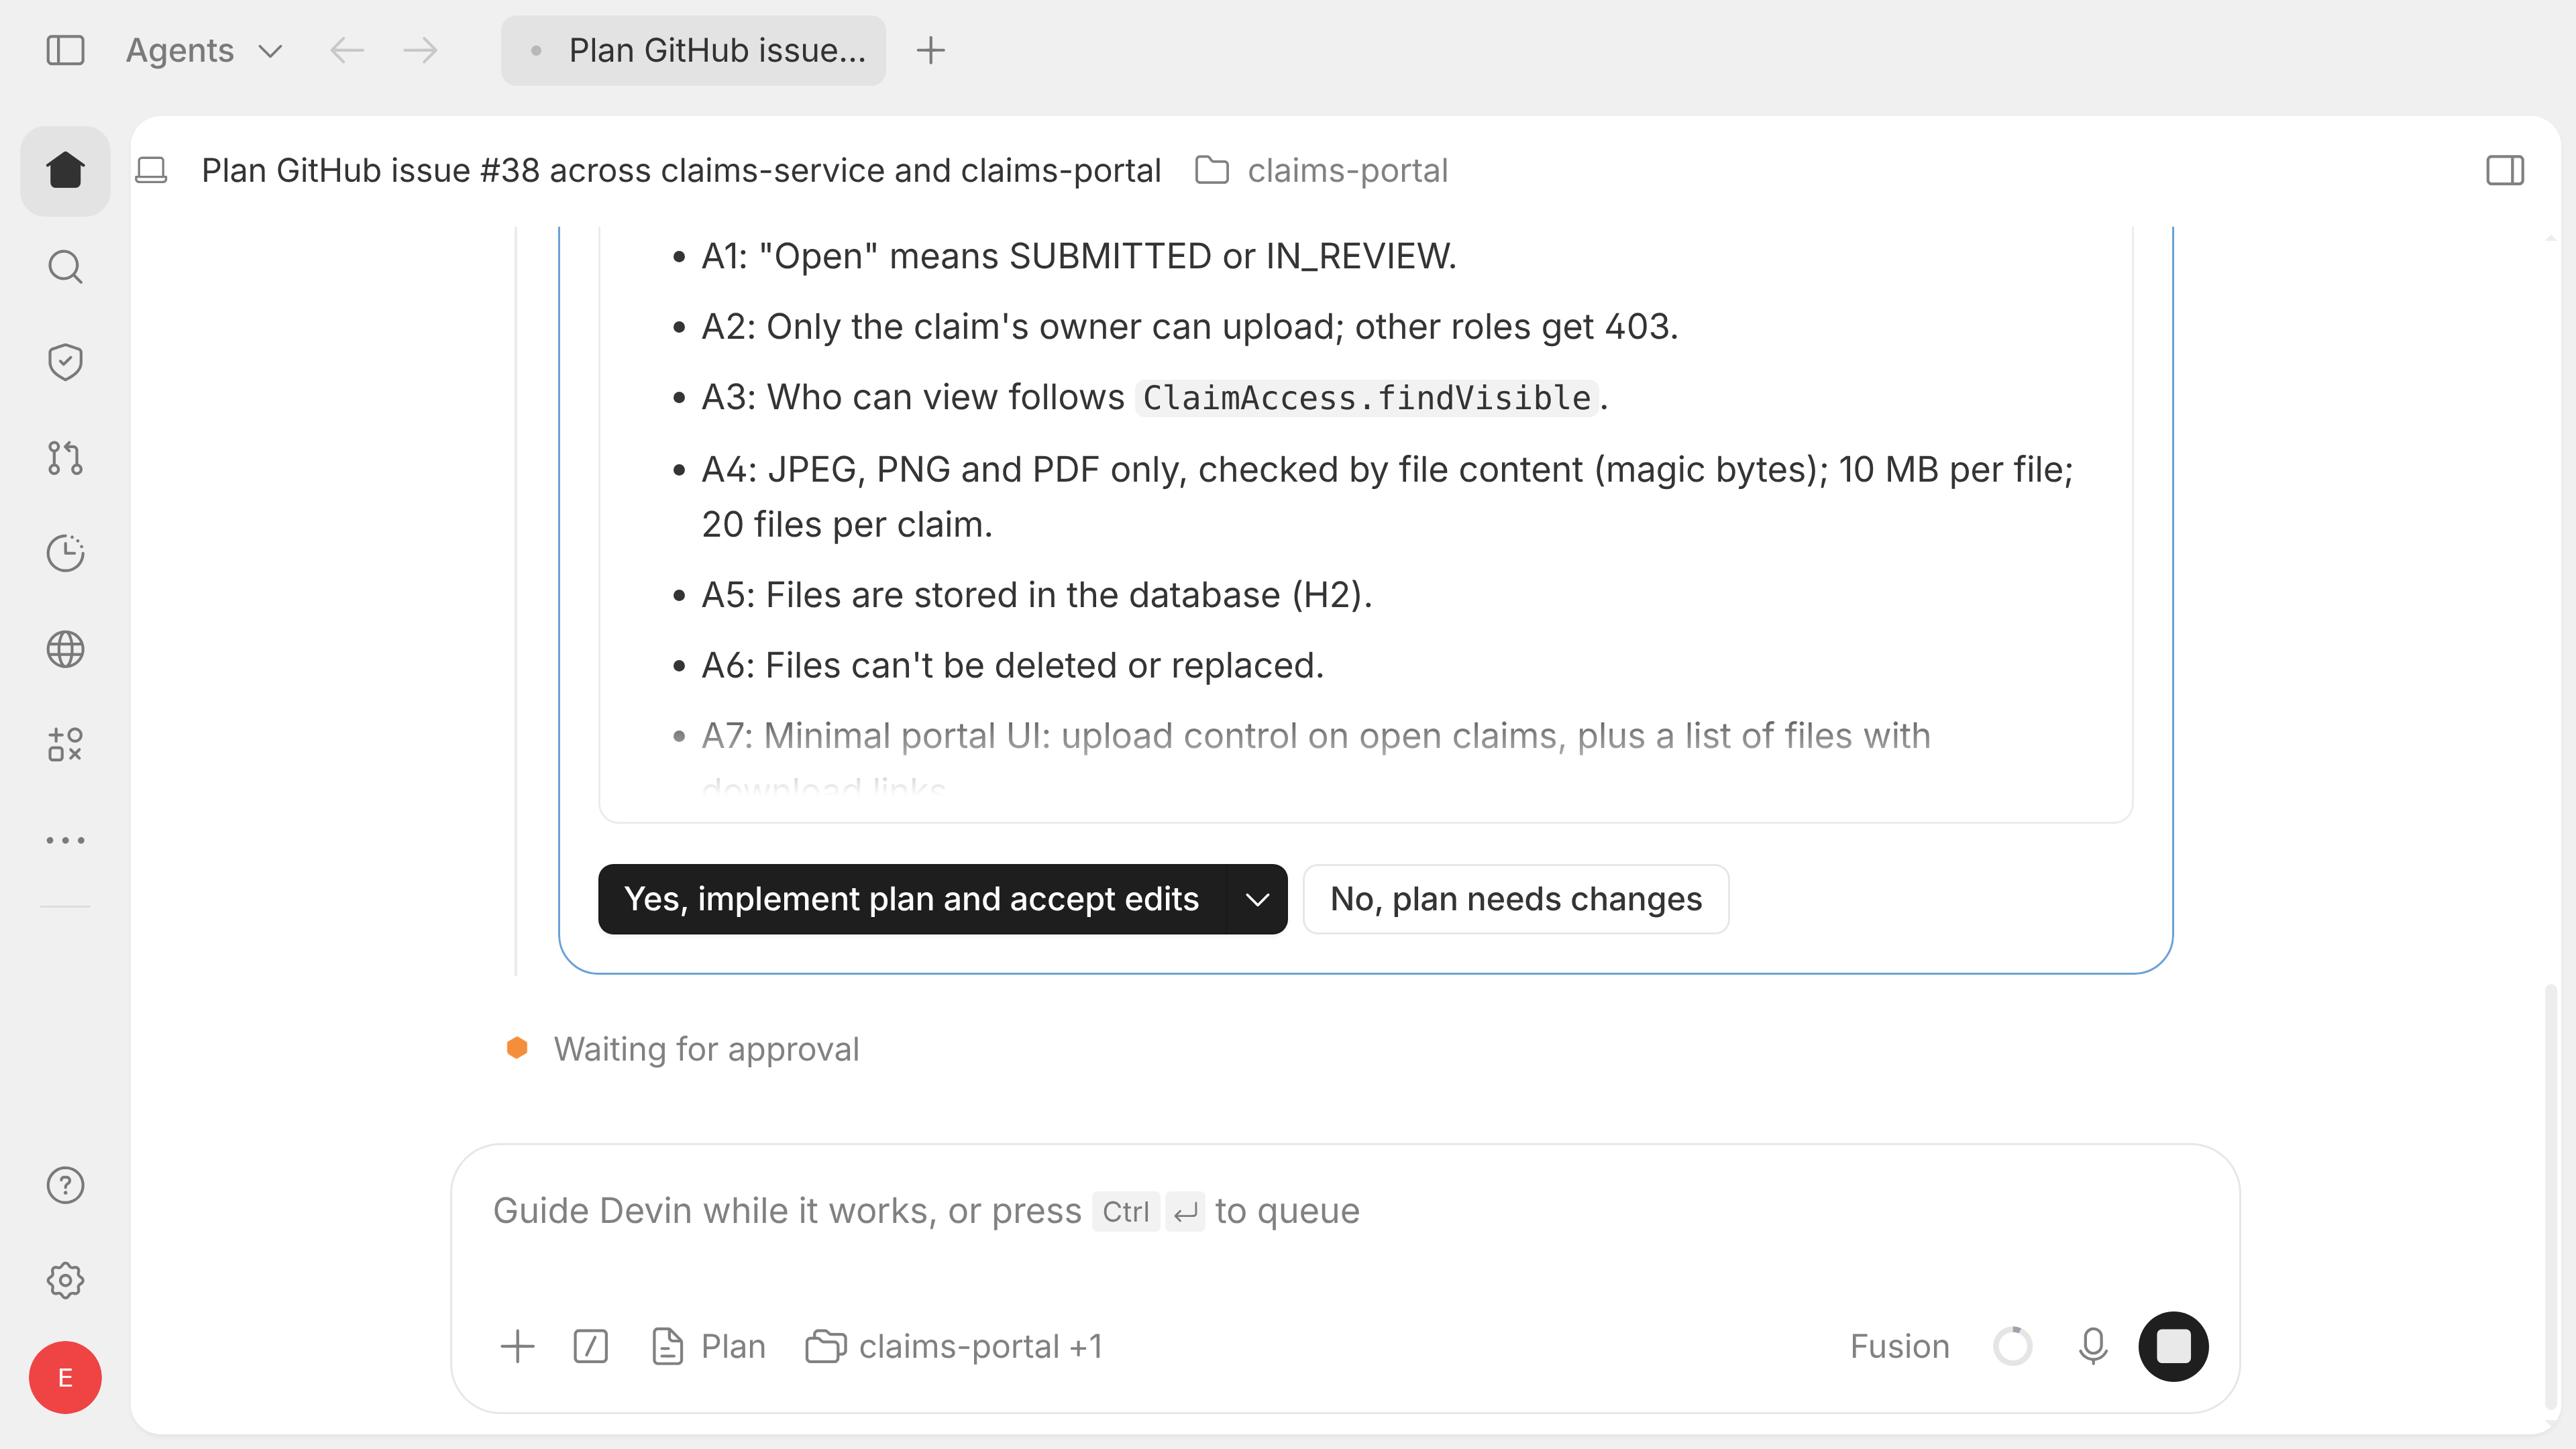 Agents
Plan GitHub issue...
Plan GitHub issue #38 across claims-service and claims-portal
claims-portal
• A1: "Open" means SUBMITTED or IN_REVIEW.
• A2: Only the claim's owner can upload; other roles get 403.
• A3: Who can view follows ClaimAccess.findVisible.
• A4: JPEG, PNG and PDF only, checked by file content (magic bytes); 10 MB per file;
20 files per claim.
• A5: Files are stored in the database (H2).
• A6: Files can't be deleted or replaced.
• A7: Minimal portal UI: upload control on open claims, plus a list of files with
download links
Yes, implement plan and accept edits
No, plan needs changes
Waiting for approval
Guide Devin while it works, or press Ctrl ↵ to queue
Plan
claims-portal +1
Fusion
E